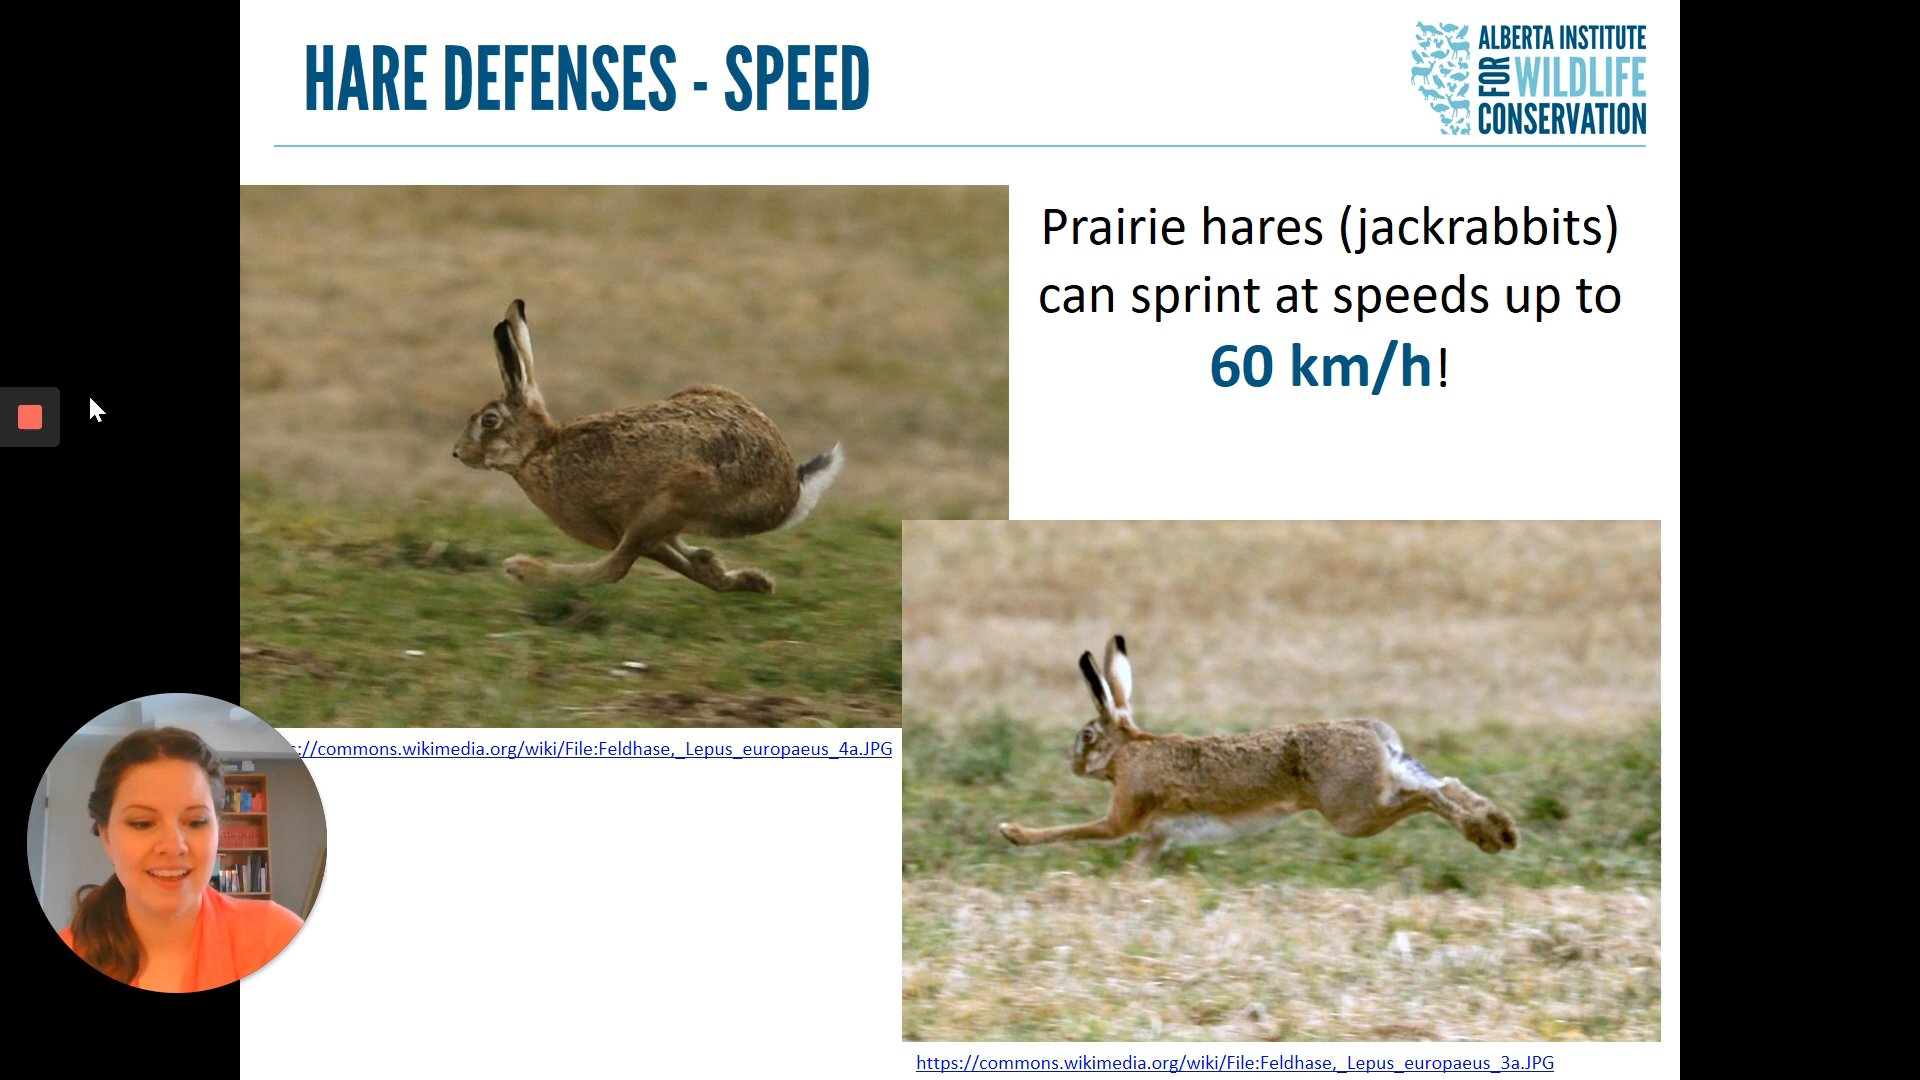 HARE DEFENSES - SPEED
ALBERTA INSTITUTE
FOR WILDLIFE
CONSERVATION
Prairie hares (jackrabbits)
can sprint at speeds up to
60 km/h!
://commons.wikimedia.org/wiki/File:Feldhase,_Lepus_europaeus_4a.JPG
https://commons.wikimedia.org/wiki/File:Feldhase,_Lepus_europaeus_3a.JPG